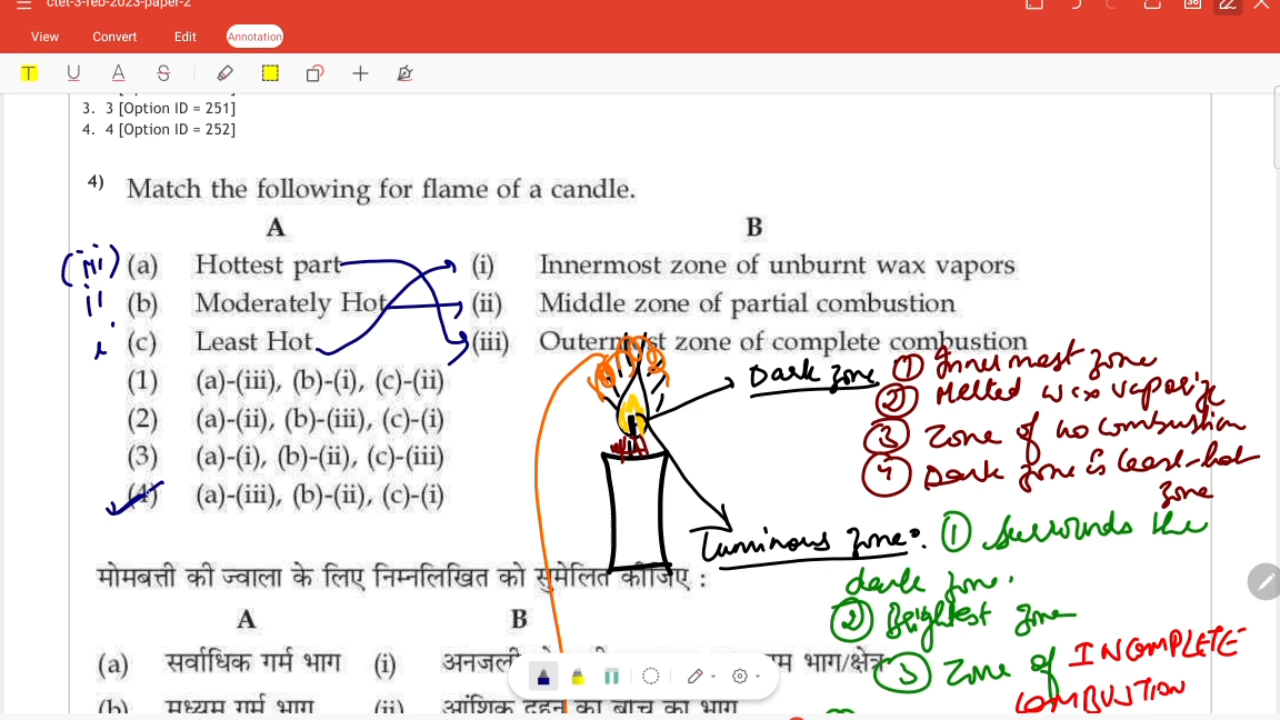 ctet-3-feb-2023-paper-2
View Convert Edit Annotation
3. 3 [Option ID = 251]
4. 4 [Option ID = 252]
4) Match the following for flame of a candle.
A B
(iii) (a) Hottest part (i) Innermost zone of unburnt wax vapors
ii (b) Moderately Hot (ii) Middle zone of partial combustion
i (c) Least Hot (iii) Outermost zone of complete combustion
(1) (a)-(iii), (b)-(i), (c)-(ii)
(2) (a)-(ii), (b)-(iii), (c)-(i)
(3) (a)-(i), (b)-(ii), (c)-(iii)
(4) (a)-(iii), (b)-(ii), (c)-(i)
Dark zone ① Innermost zone
② Melted wax vaporize
③ Zone of no combustion
④ Dark zone is least-hot
zone
Luminous zone: ① Surrounds the
dark zone.
② Brightest zone
③ Zone of INCOMPLETE
COMBUSTION
मोमबत्ती की ज्वाला के लिए निम्नलिखित को सुमेलित कीजिए :
A B
(a) सर्वाधिक गर्म भाग (i) अनजली भाग/क्षेत्र
(b) मध्यम गर्म भाग (ii) आंशिक दहन का बीच का भाग